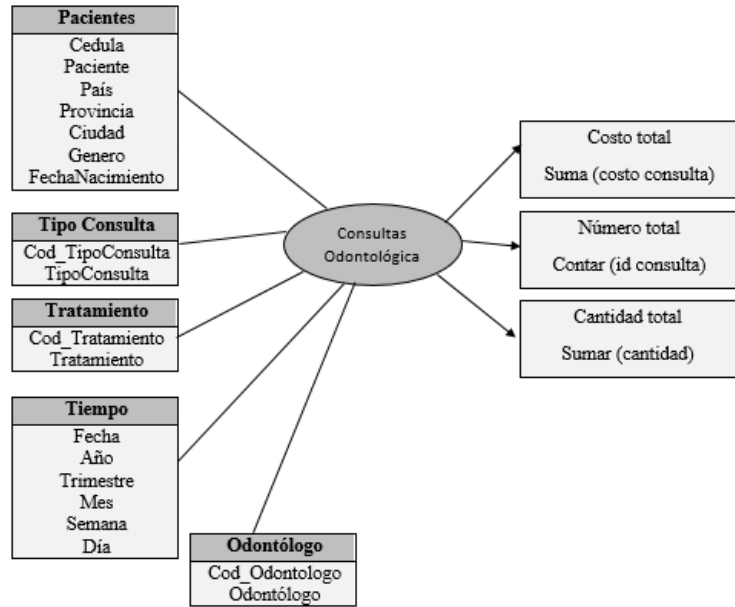 Pacientes
Cedula
Paciente
País
Provincia
Ciudad
Genero
FechaNacimiento
Tipo Consulta
Cod_TipoConsulta
TipoConsulta
Tratamiento
Cod_Tratamiento
Tratamiento
Tiempo
Fecha
Año
Trimestre
Mes
Semana
Día
Odontólogo
Cod_Odontologo
Odontólogo
Consultas
Odontológica
Costo total
Suma (costo consulta)
Número total
Contar (id consulta)
Cantidad total
Sumar (cantidad)